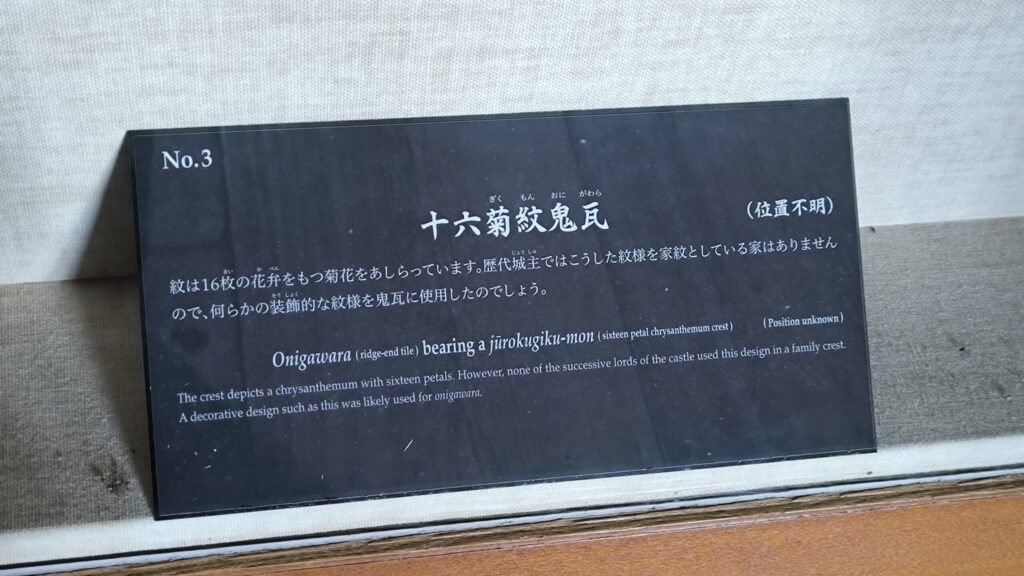 No.3
十六菊紋鬼瓦
(位置不明)
紋は16枚の花弁をもつ菊花をあしらっています。歴代城主ではこうした紋様を家紋としている家はありません
ので、何らかの装飾的な紋様を鬼瓦に使用したのでしょう。
Onigawara (ridge-end tile) bearing a jūrokugiku-mon (sixteen petal chrysanthemum crest) (Position unknown)
The crest depicts a chrysanthemum with sixteen petals. However, none of the successive lords of the castle used this design in a family crest.
A decorative design such as this was likely used for onigawara.